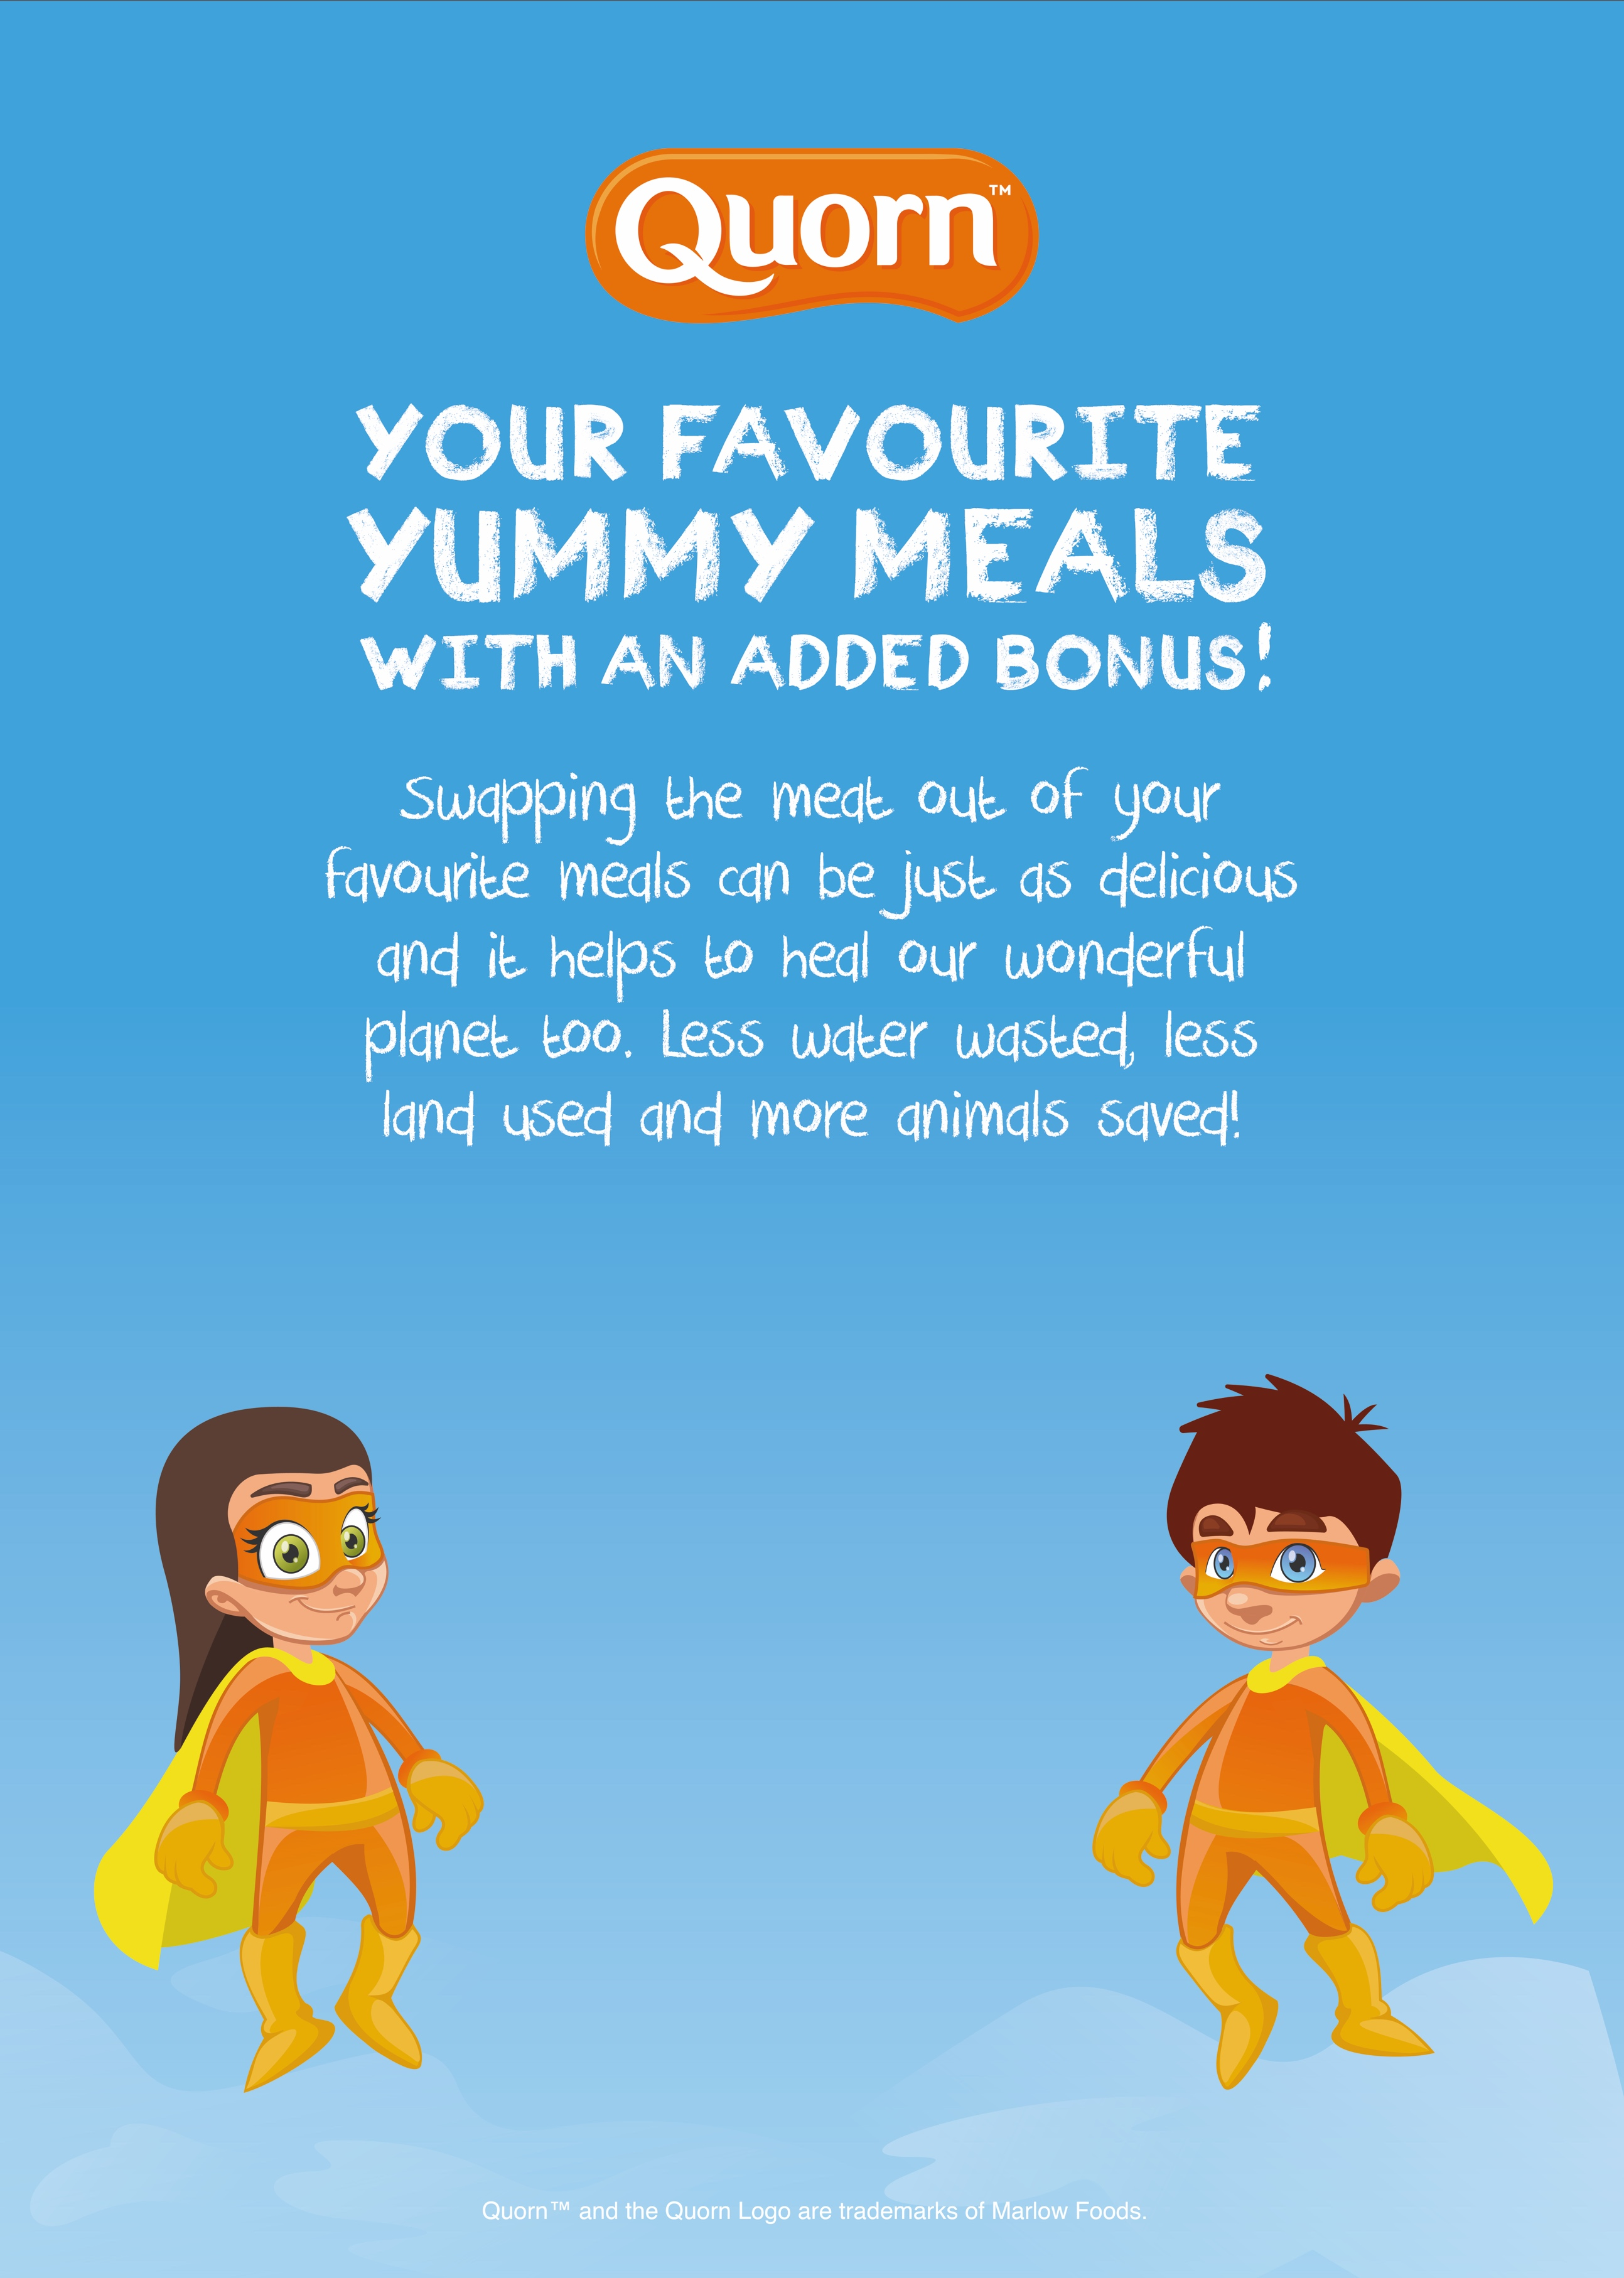 Quorn™
YOUR FAVOURITE
YUMMY MEALS
WITH AN ADDED BONUS!
Swapping the meat out of your
favourite meals can be just as delicious
and it helps to heal our wonderful
planet too. Less water wasted, less
land used and more animals saved!
Quorn™ and the Quorn Logo are trademarks of Marlow Foods.